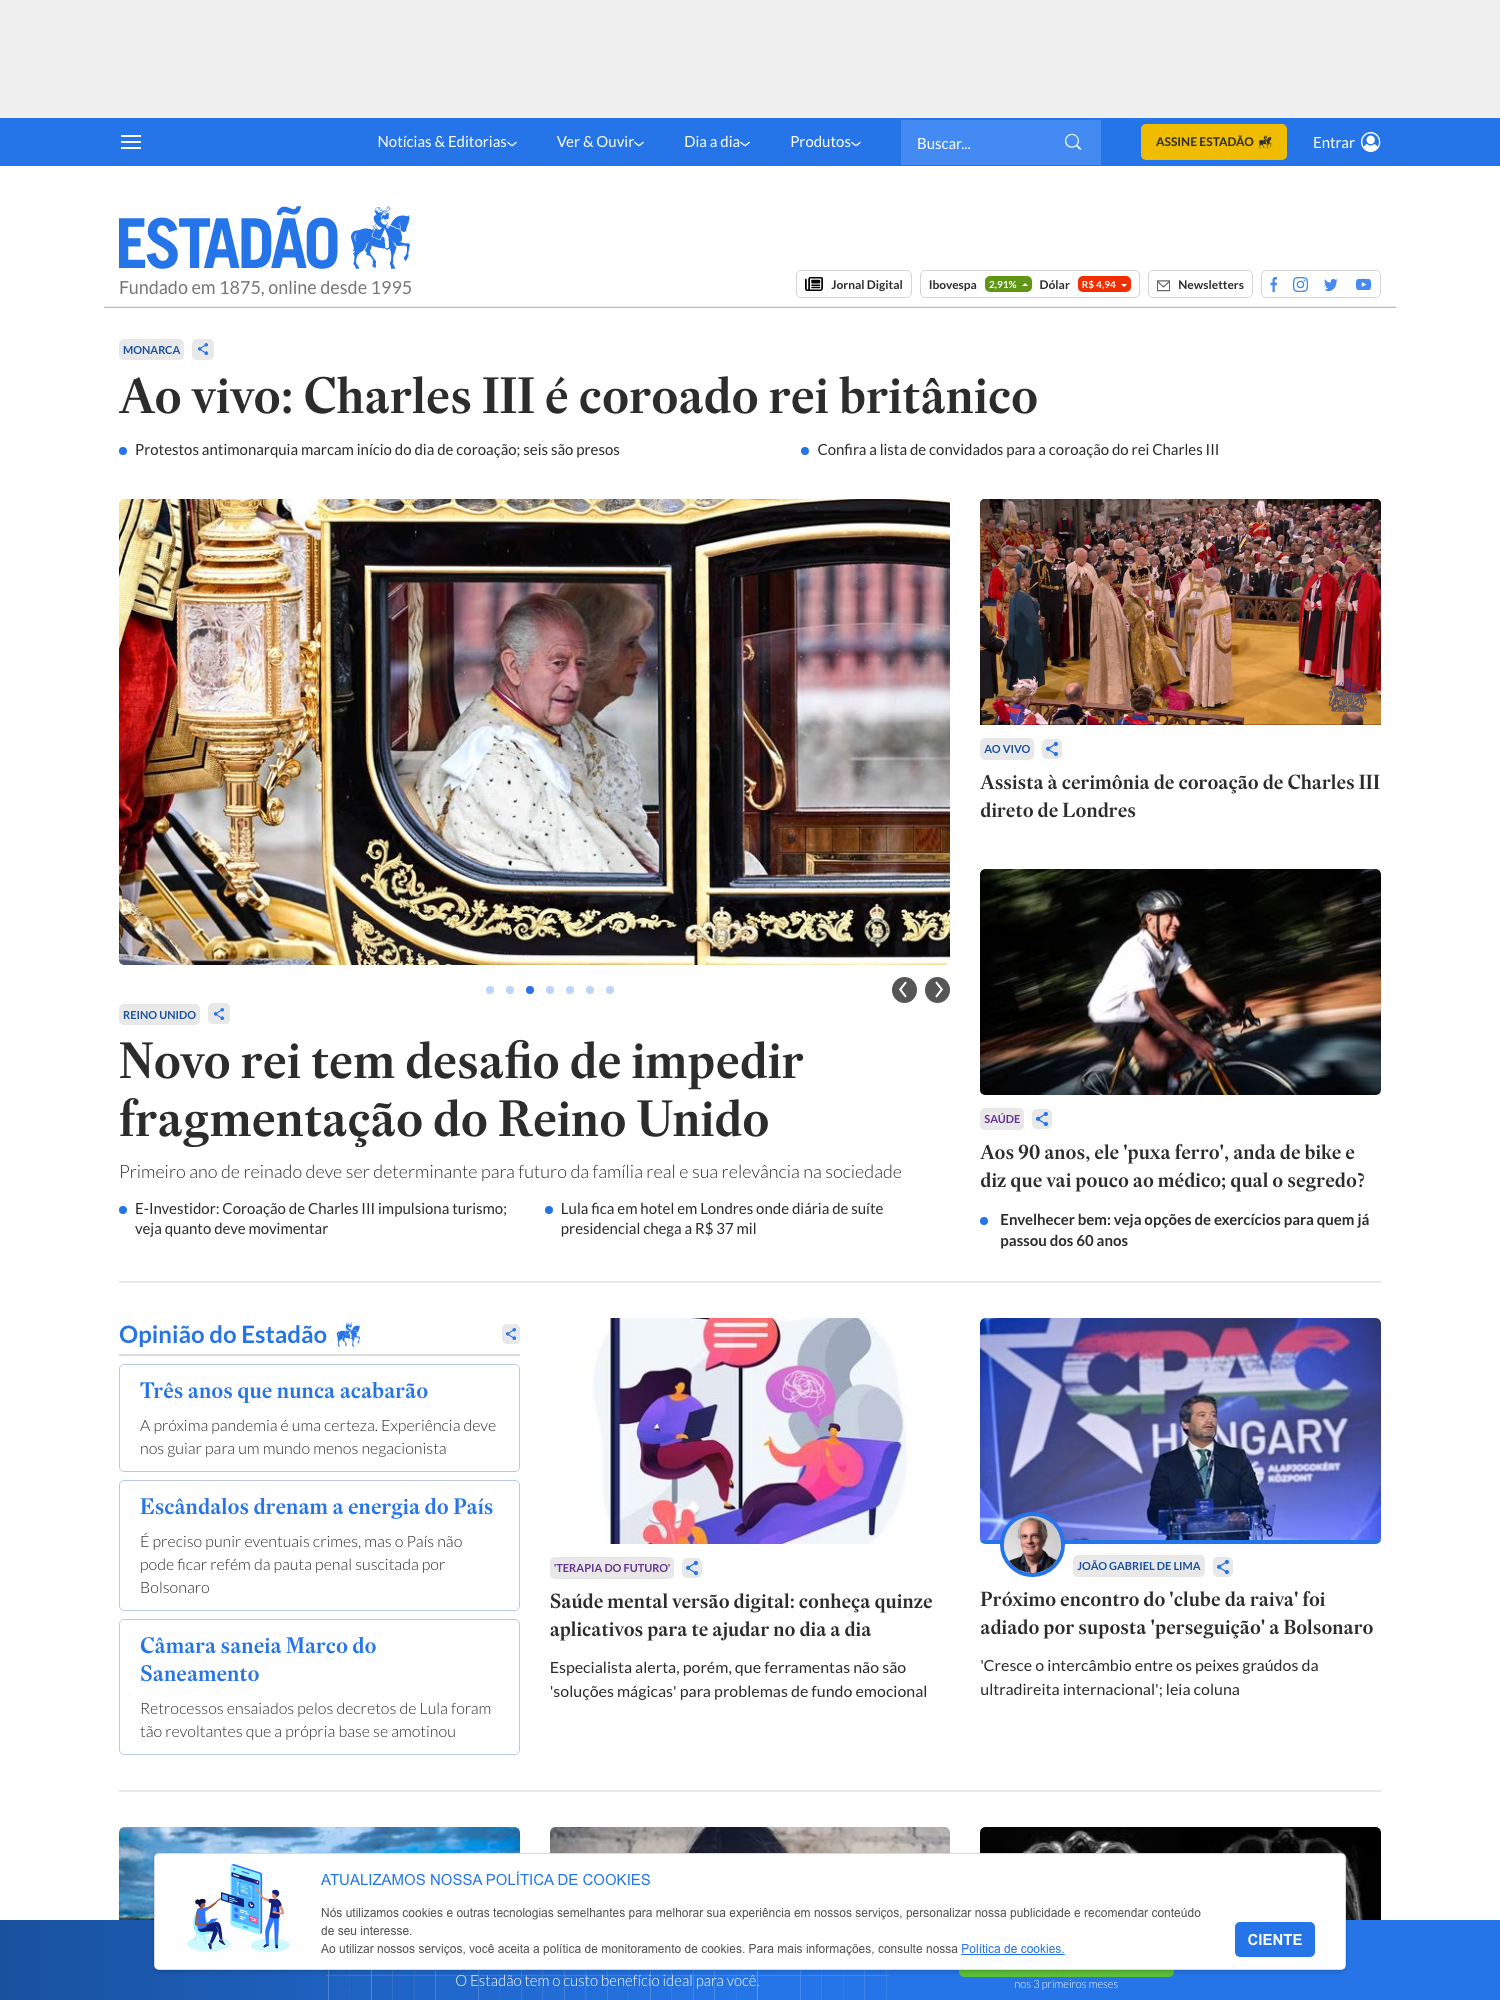 Notícias & Editorias
Ver & Ouvir
Dia a dia
Produtos
Buscar...
ASSINE ESTADÃO
Entrar
ESTADÃO
Fundado em 1875, online desde 1995
Jornal Digital
Ibovespa 2,91% Dólar R$ 4,94
Newsletters
MONARCA
Ao vivo: Charles III é coroado rei britânico
Protestos antimonarquia marcam início do dia de coroação; seis são presos
Confira a lista de convidados para a coroação do rei Charles III
AO VIVO
Assista à cerimônia de coroação de Charles III
direto de Londres
REINO UNIDO
Novo rei tem desafio de impedir
fragmentação do Reino Unido
Primeiro ano de reinado deve ser determinante para futuro da família real e sua relevância na sociedade
E-Investidor: Coroação de Charles III impulsiona turismo;
veja quanto deve movimentar
Lula fica em hotel em Londres onde diária de suíte
presidencial chega a R$ 37 mil
SAÚDE
Aos 90 anos, ele 'puxa ferro', anda de bike e
diz que vai pouco ao médico; qual o segredo?
Envelhecer bem: veja opções de exercícios para quem já
passou dos 60 anos
Opinião do Estadão
Três anos que nunca acabarão
A próxima pandemia é uma certeza. Experiência deve
nos guiar para um mundo menos negacionista
Escândalos drenam a energia do País
É preciso punir eventuais crimes, mas o País não
pode ficar refém da pauta penal suscitada por
Bolsonaro
Câmara saneia Marco do
Saneamento
Retrocessos ensaiados pelos decretos de Lula foram
tão revoltantes que a própria base se amotinou
'TERAPIA DO FUTURO'
Saúde mental versão digital: conheça quinze
aplicativos para te ajudar no dia a dia
Especialista alerta, porém, que ferramentas não são
'soluções mágicas' para problemas de fundo emocional
CPAC
HUNGARY
ALAPJOGOKÉRT
KÖZPONT
JOÃO GABRIEL DE LIMA
Próximo encontro do 'clube da raiva' foi
adiado por suposta 'perseguição' a Bolsonaro
'Cresce o intercâmbio entre os peixes graúdos da
ultradireita internacional'; leia coluna
ATUALIZAMOS NOSSA POLÍTICA DE COOKIES
Nós utilizamos cookies e outras tecnologias semelhantes para melhorar sua experiência em nossos serviços, personalizar nossa publicidade e recomendar conteúdo
de seu interesse.
Ao utilizar nossos serviços, você aceita a política de monitoramento de cookies. Para mais informações, consulte nossa Política de cookies.
CIENTE
O Estadão tem o custo benefício ideal para você.
nos 3 primeiros meses